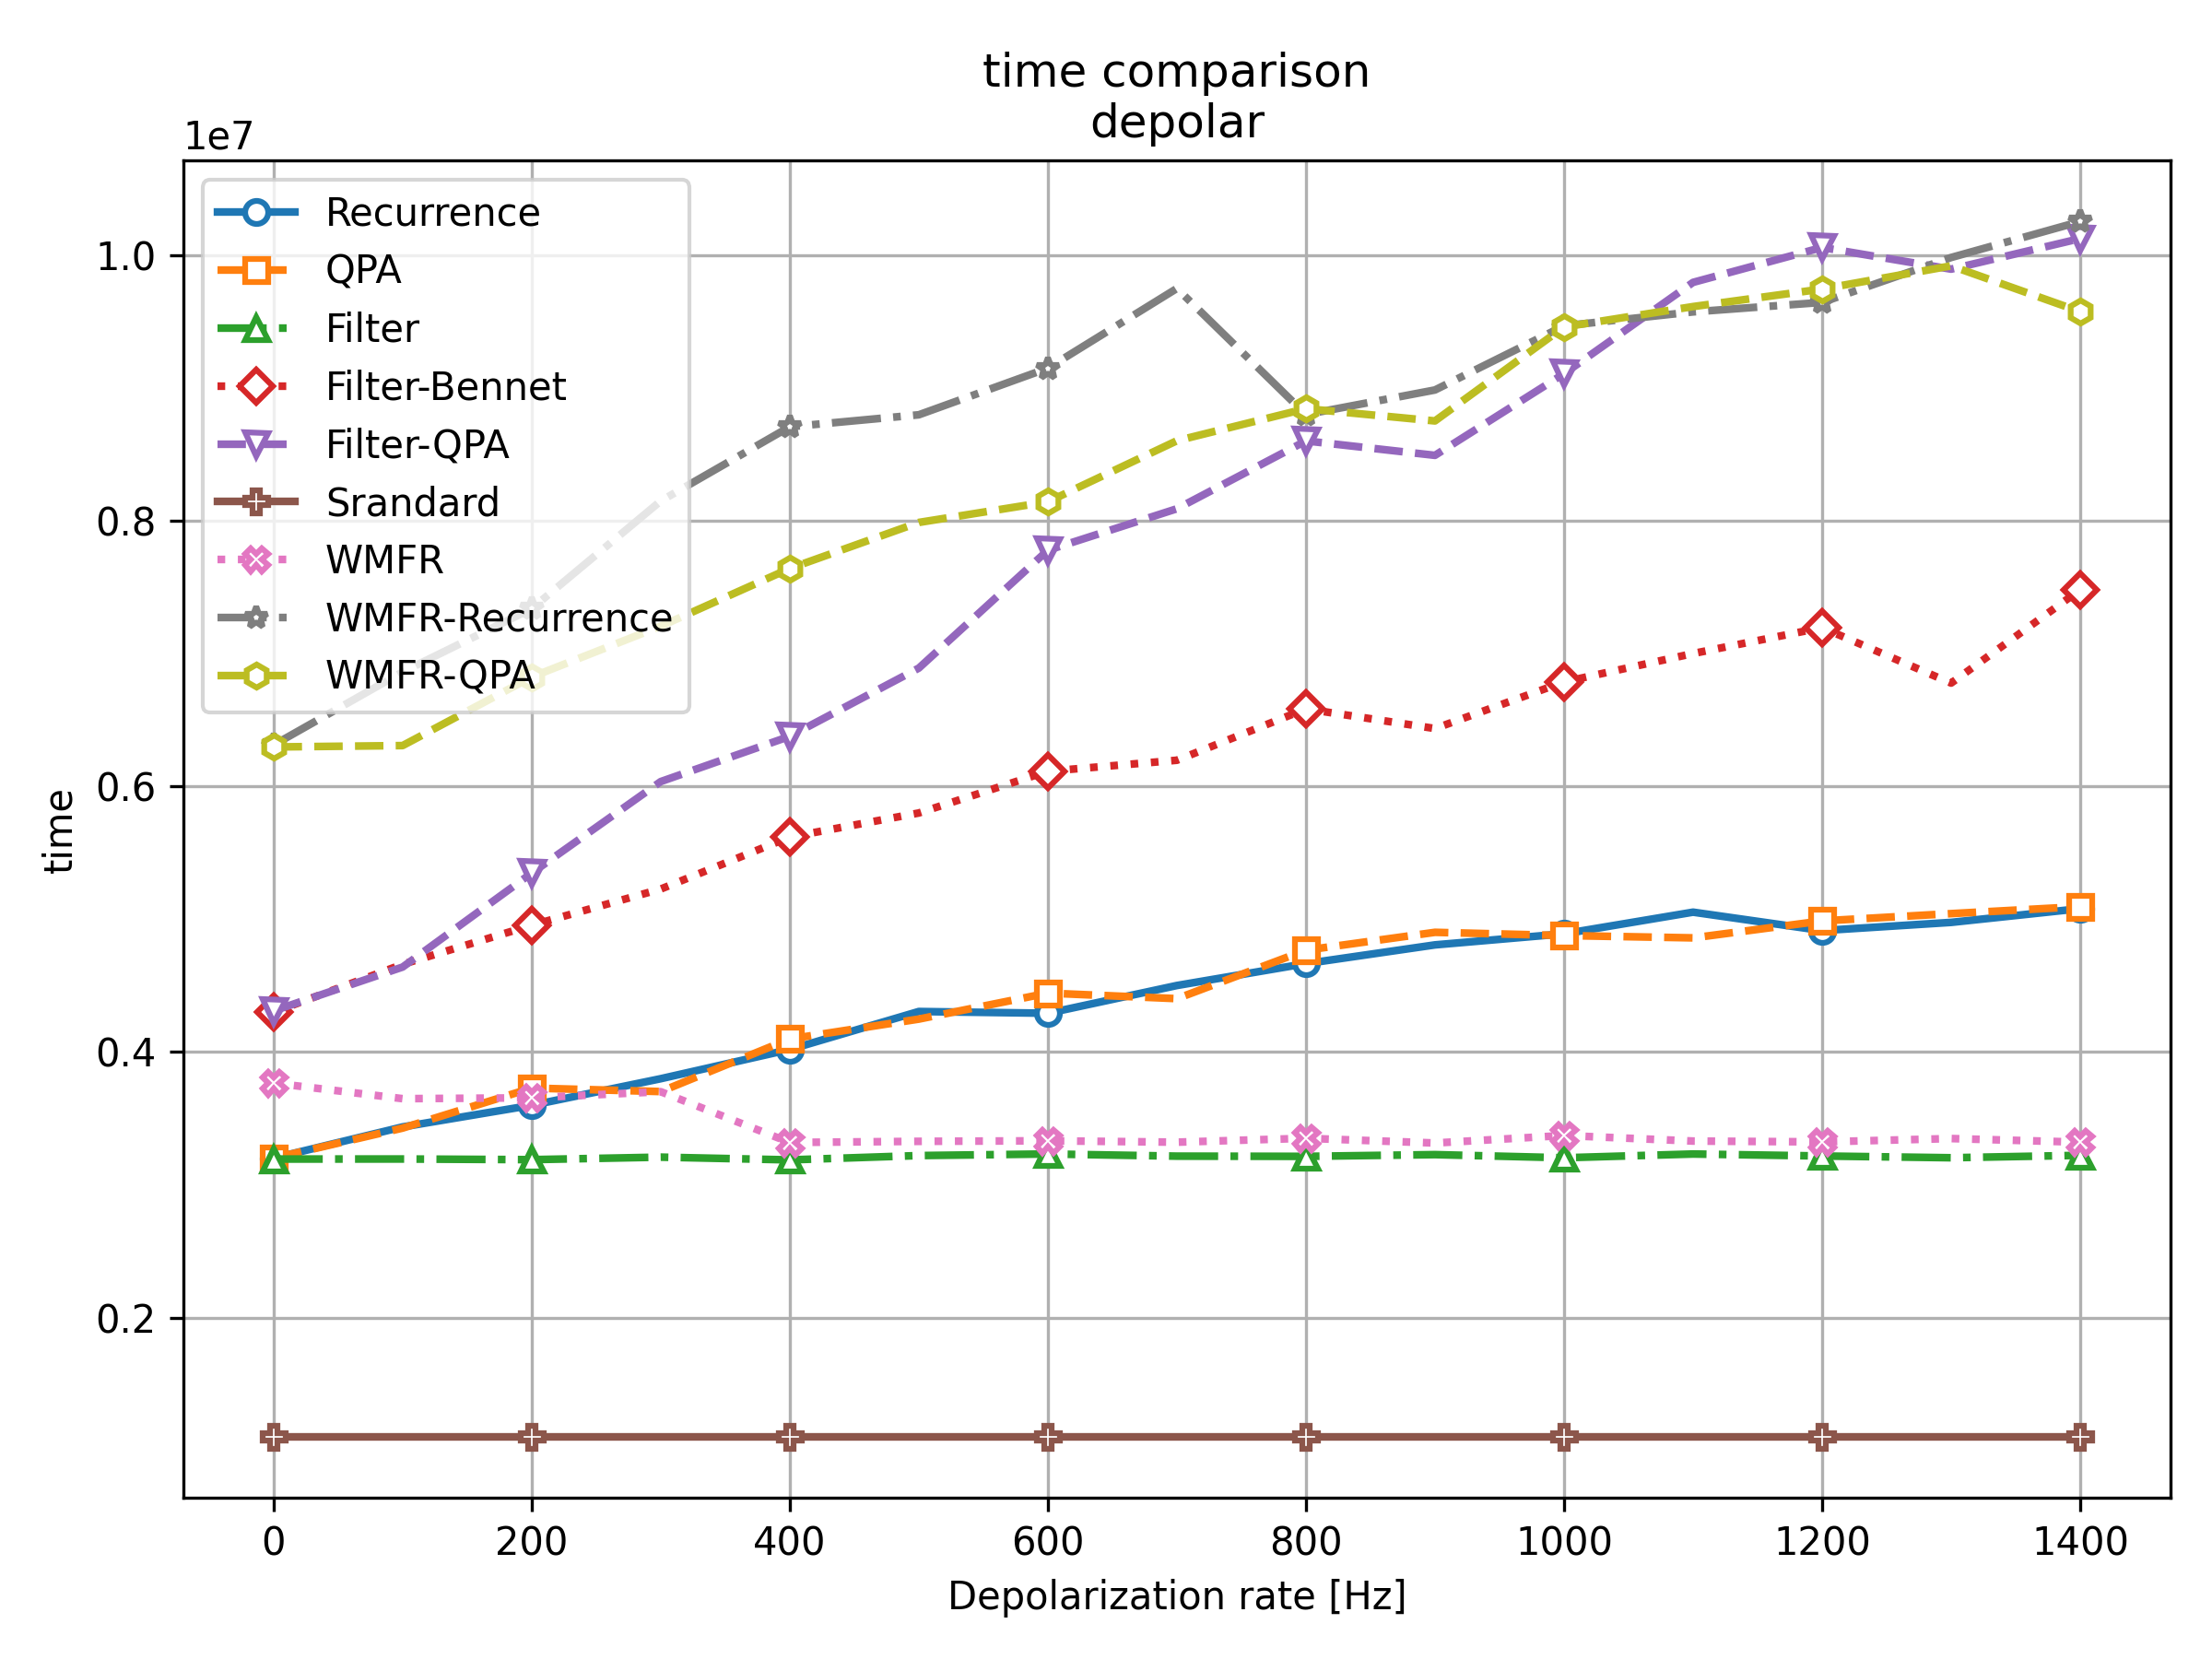 time comparison
depolar
1e7
1.0
0.8
0.6
0.4
0.2
time
Recurrence
QPA
Filter
Filter-Bennet
Filter-QPA
Srandard
WMFR
WMFR-Recurrence
WMFR-QPA
0 200 400 600 800 1000 1200 1400
Depolarization rate [Hz]